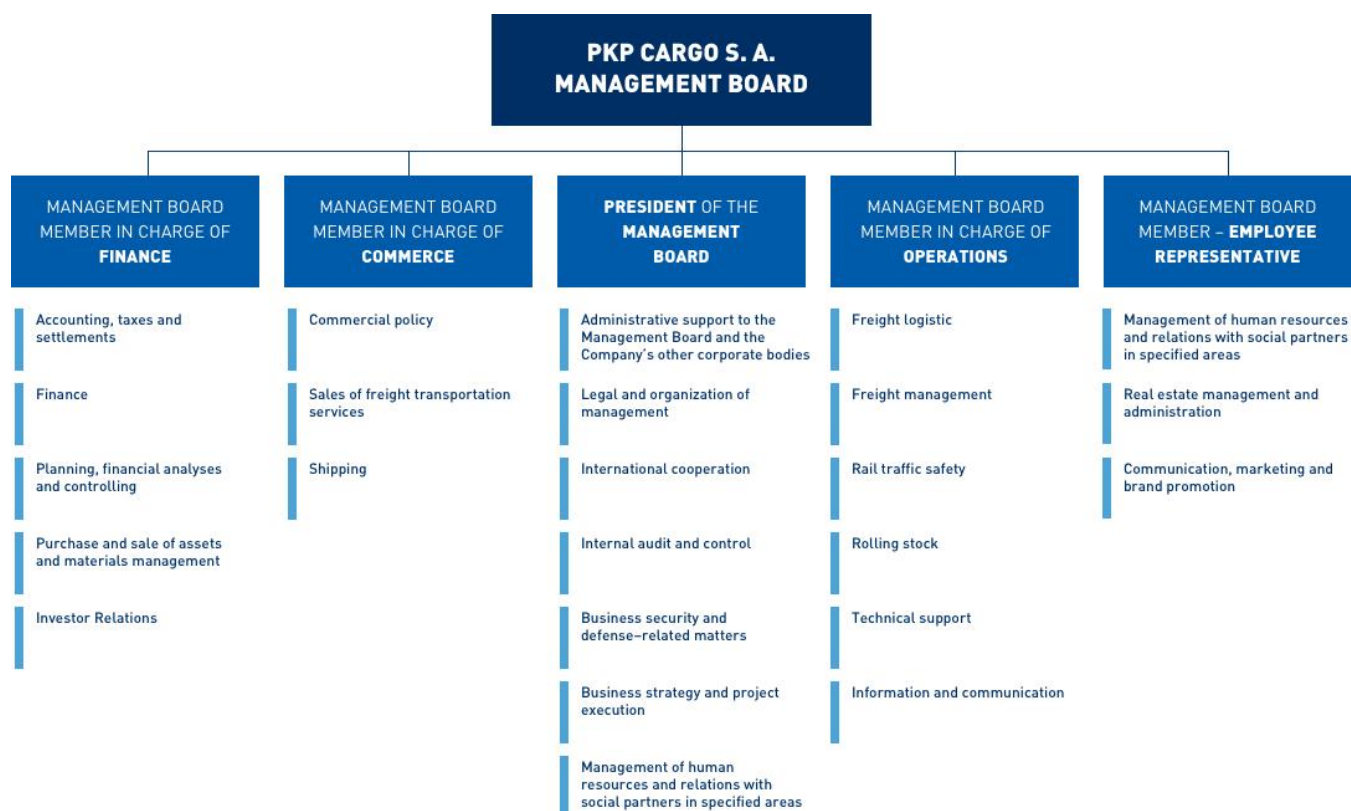 PKP CARGO S. A.
MANAGEMENT BOARD
MANAGEMENT BOARD
MEMBER IN CHARGE OF
FINANCE
Accounting, taxes and
settlements
Finance
Planning, financial analyses
and controlling
Purchase and sale of assets
and materials management
Investor Relations
MANAGEMENT BOARD
MEMBER IN CHARGE OF
COMMERCE
Commercial policy
Sales of freight transportation
services
Shipping
PRESIDENT OF THE
MANAGEMENT
BOARD
Administrative support to the
Management Board and the
Company's other corporate bodies
Legal and organization of
management
International cooperation
Internal audit and control
Business security and
defense–related matters
Business strategy and project
execution
Management of human
resources and relations with
social partners in specified areas
MANAGEMENT BOARD
MEMBER IN CHARGE OF
OPERATIONS
Freight logistic
Freight management
Rail traffic safety
Rolling stock
Technical support
Information and communication
MANAGEMENT BOARD
MEMBER – EMPLOYEE
REPRESENTATIVE
Management of human resources
and relations with social partners
in specified areas
Real estate management and
administration
Communication, marketing and
brand promotion